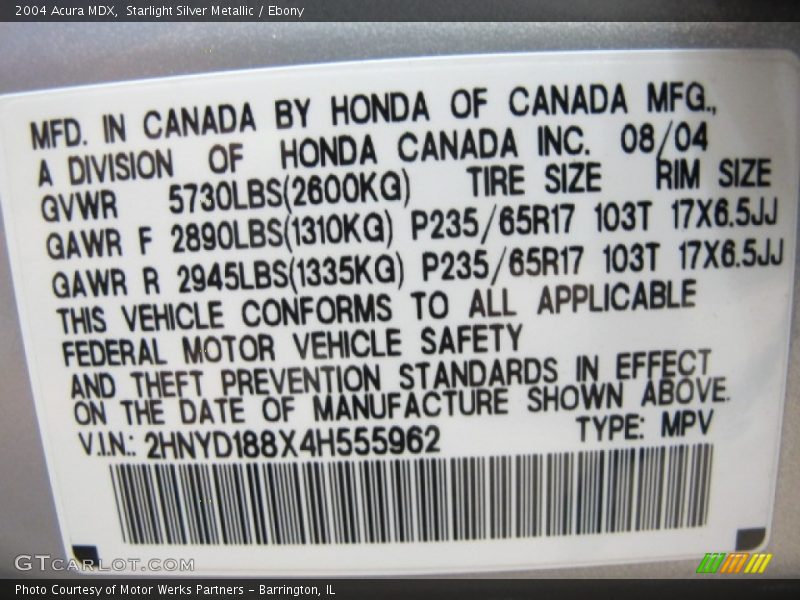 2004 Acura MDX,  Starlight Silver Metallic / Ebony
MFD. IN CANADA BY HONDA OF CANADA MFG.,
A DIVISION OF HONDA CANADA INC. 08/04
GVWR 5730LBS(2600KG) TIRE SIZE RIM SIZE
GAWR F 2890LBS(1310KG) P235/65R17 103T 17X6.5JJ
GAWR R 2945LBS(1335KG) P235/65R17 103T 17X6.5JJ
THIS VEHICLE CONFORMS TO ALL APPLICABLE
FEDERAL MOTOR VEHICLE SAFETY
AND THEFT PREVENTION STANDARDS IN EFFECT
ON THE DATE OF MANUFACTURE SHOWN ABOVE.
V.I.N.: 2HNYD188X4H555962 TYPE: MPV
GTCARLOT.COM
Photo Courtesy of Motor Werks Partners - Barrington, IL